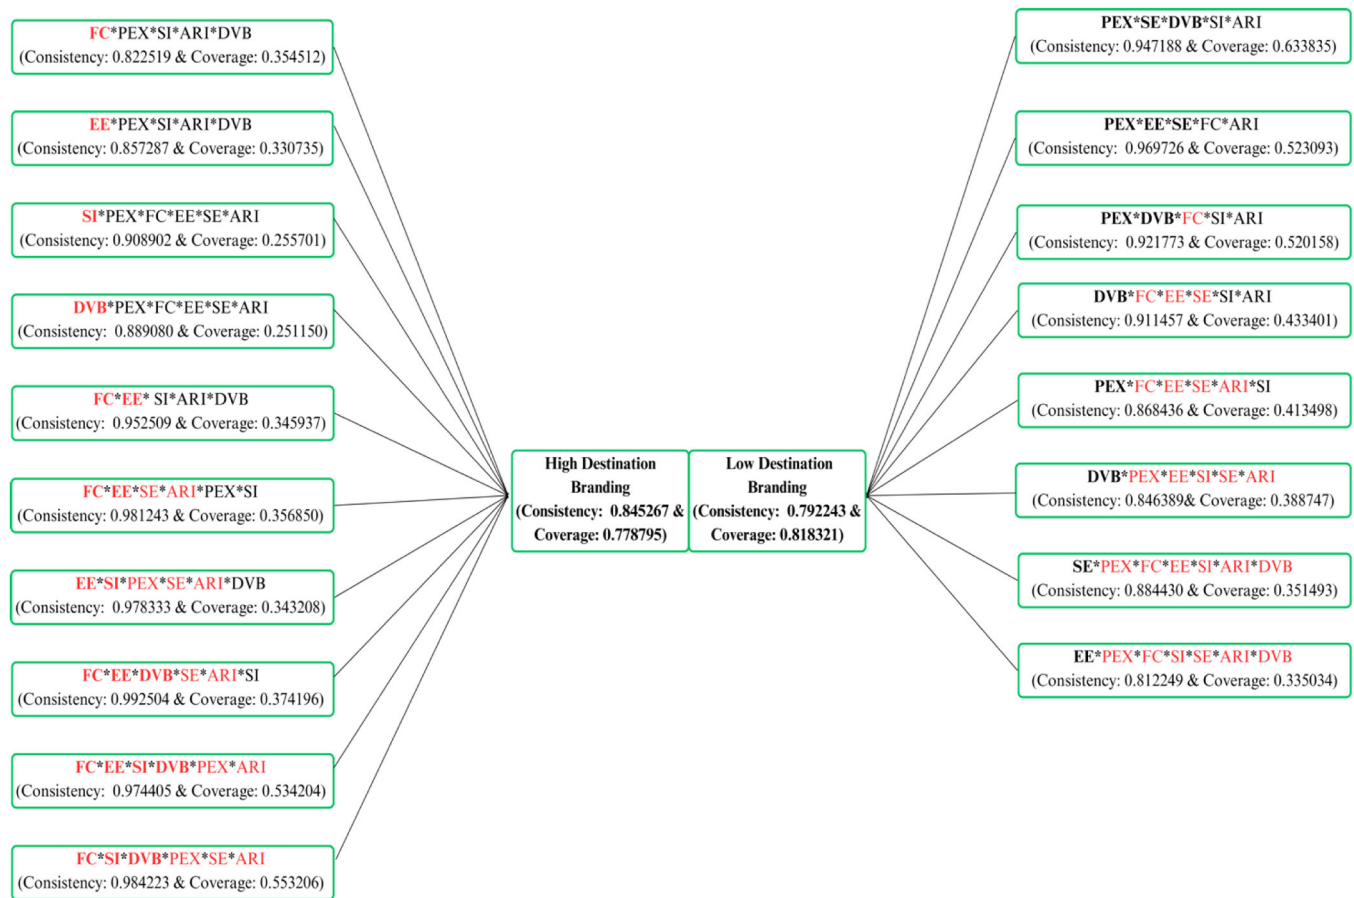 FC*PEX*SI*ARI*DVB
(Consistency: 0.822519 & Coverage: 0.354512)
EE*PEX*SI*ARI*DVB
(Consistency: 0.857287 & Coverage: 0.330735)
SI*PEX*FC*EE*SE*ARI
(Consistency: 0.908902 & Coverage: 0.255701)
DVB*PEX*FC*EE*SE*ARI
(Consistency: 0.889080 & Coverage: 0.251150)
FC*EE* SI*ARI*DVB
(Consistency: 0.952509 & Coverage: 0.345937)
FC*EE*SE*ARI*PEX*SI
(Consistency: 0.981243 & Coverage: 0.356850)
EE*SI*PEX*SE*ARI*DVB
(Consistency: 0.978333 & Coverage: 0.343208)
FC*EE*DVB*SE*ARI*SI
(Consistency: 0.992504 & Coverage: 0.374196)
FC*EE*SI*DVB*PEX*ARI
(Consistency: 0.974405 & Coverage: 0.534204)
FC*SI*DVB*PEX*SE*ARI
(Consistency: 0.984223 & Coverage: 0.553206)
High Destination
Branding
(Consistency: 0.845267 &
Coverage: 0.778795)
Low Destination
Branding
(Consistency: 0.792243 &
Coverage: 0.818321)
PEX*SE*DVB*SI*ARI
(Consistency: 0.947188 & Coverage: 0.633835)
PEX*EE*SE*FC*ARI
(Consistency: 0.969726 & Coverage: 0.523093)
PEX*DVB*FC*SI*ARI
(Consistency: 0.921773 & Coverage: 0.520158)
DVB*FC*EE*SE*SI*ARI
(Consistency: 0.911457 & Coverage: 0.433401)
PEX*FC*EE*SE*ARI*SI
(Consistency: 0.868436 & Coverage: 0.413498)
DVB*PEX*EE*SI*SE*ARI
(Consistency: 0.846389& Coverage: 0.388747)
SE*PEX*FC*EE*SI*ARI*DVB
(Consistency: 0.884430 & Coverage: 0.351493)
EE*PEX*FC*SI*SE*ARI*DVB
(Consistency: 0.812249 & Coverage: 0.335034)